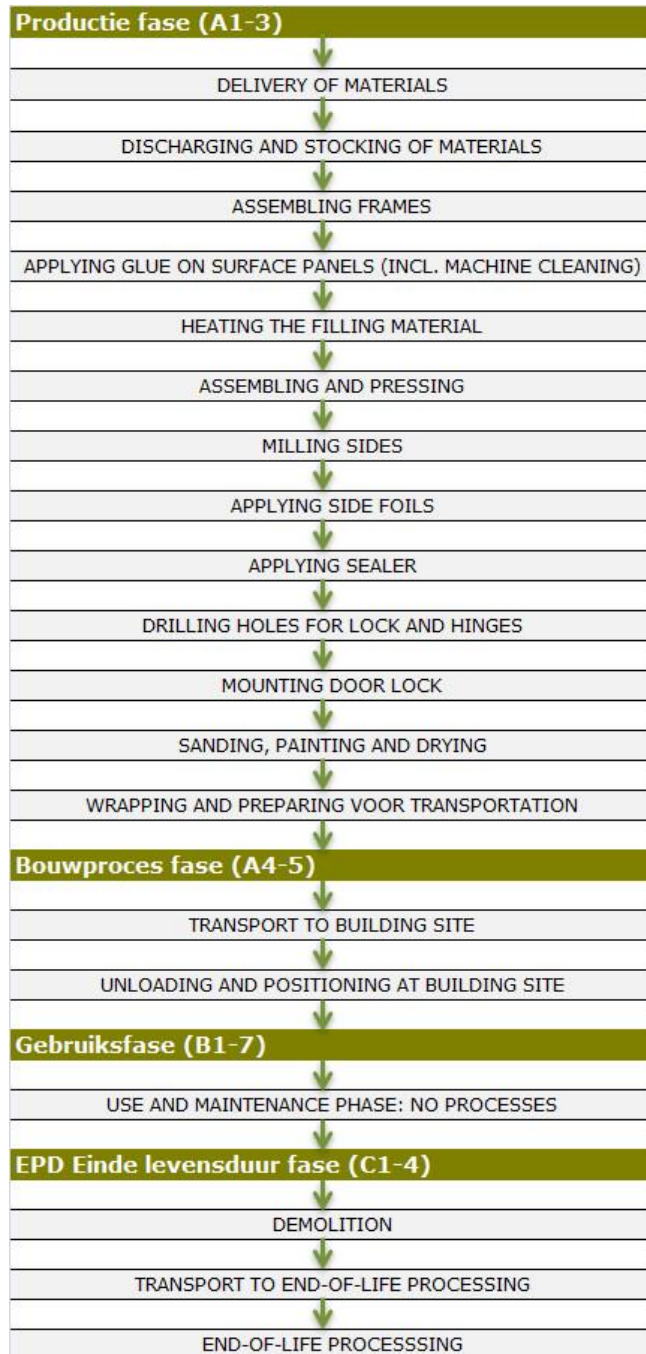 Productie fase (A1-3)
DELIVERY OF MATERIALS
DISCHARGING AND STOCKING OF MATERIALS
ASSEMBLING FRAMES
APPLYING GLUE ON SURFACE PANELS (INCL. MACHINE CLEANING)
HEATING THE FILLING MATERIAL
ASSEMBLING AND PRESSING
MILLING SIDES
APPLYING SIDE FOILS
APPLYING SEALER
DRILLING HOLES FOR LOCK AND HINGES
MOUNTING DOOR LOCK
SANDING, PAINTING AND DRYING
WRAPPING AND PREPARING VOOR TRANSPORTATION
Bouwproces fase (A4-5)
TRANSPORT TO BUILDING SITE
UNLOADING AND POSITIONING AT BUILDING SITE
Gebruiksfase (B1-7)
USE AND MAINTENANCE PHASE: NO PROCESSES
EPD Einde levensduur fase (C1-4)
DEMOLITION
TRANSPORT TO END-OF-LIFE PROCESSING
END-OF-LIFE PROCESSSING